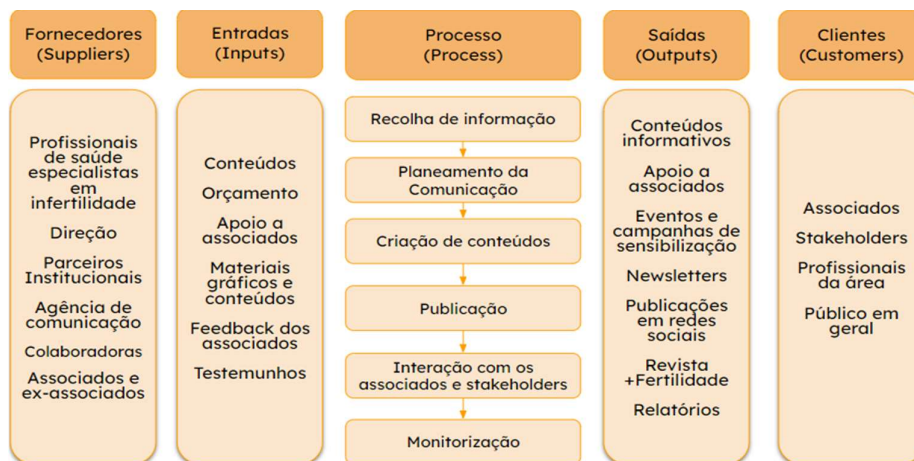 Fornecedores
(Suppliers)
Entradas
(Inputs)
Processo
(Process)
Saídas
(Outputs)
Clientes
(Customers)
Profissionais
de saúde
especialistas
em
infertilidade
Direção
Parceiros
Institucionais
Agência de
comunicação
Colaboradoras
Associados e
ex-associados
Conteúdos
Orçamento
Apoio a
associados
Materiais
gráficos e
conteúdos
Feedback dos
associados
Testemunhos
Recolha de informação
Planeamento da
Comunicação
Criação de conteúdos
Publicação
Interação com os
associados e stakeholders
Monitorização
Conteúdos
informativos
Apoio a
associados
Eventos e
campanhas de
sensibilização
Newsletters
Publicações
em redes
sociais
Revista
+Fertilidade
Relatórios
Associados
Stakeholders
Profissionais
da área
Público em
geral